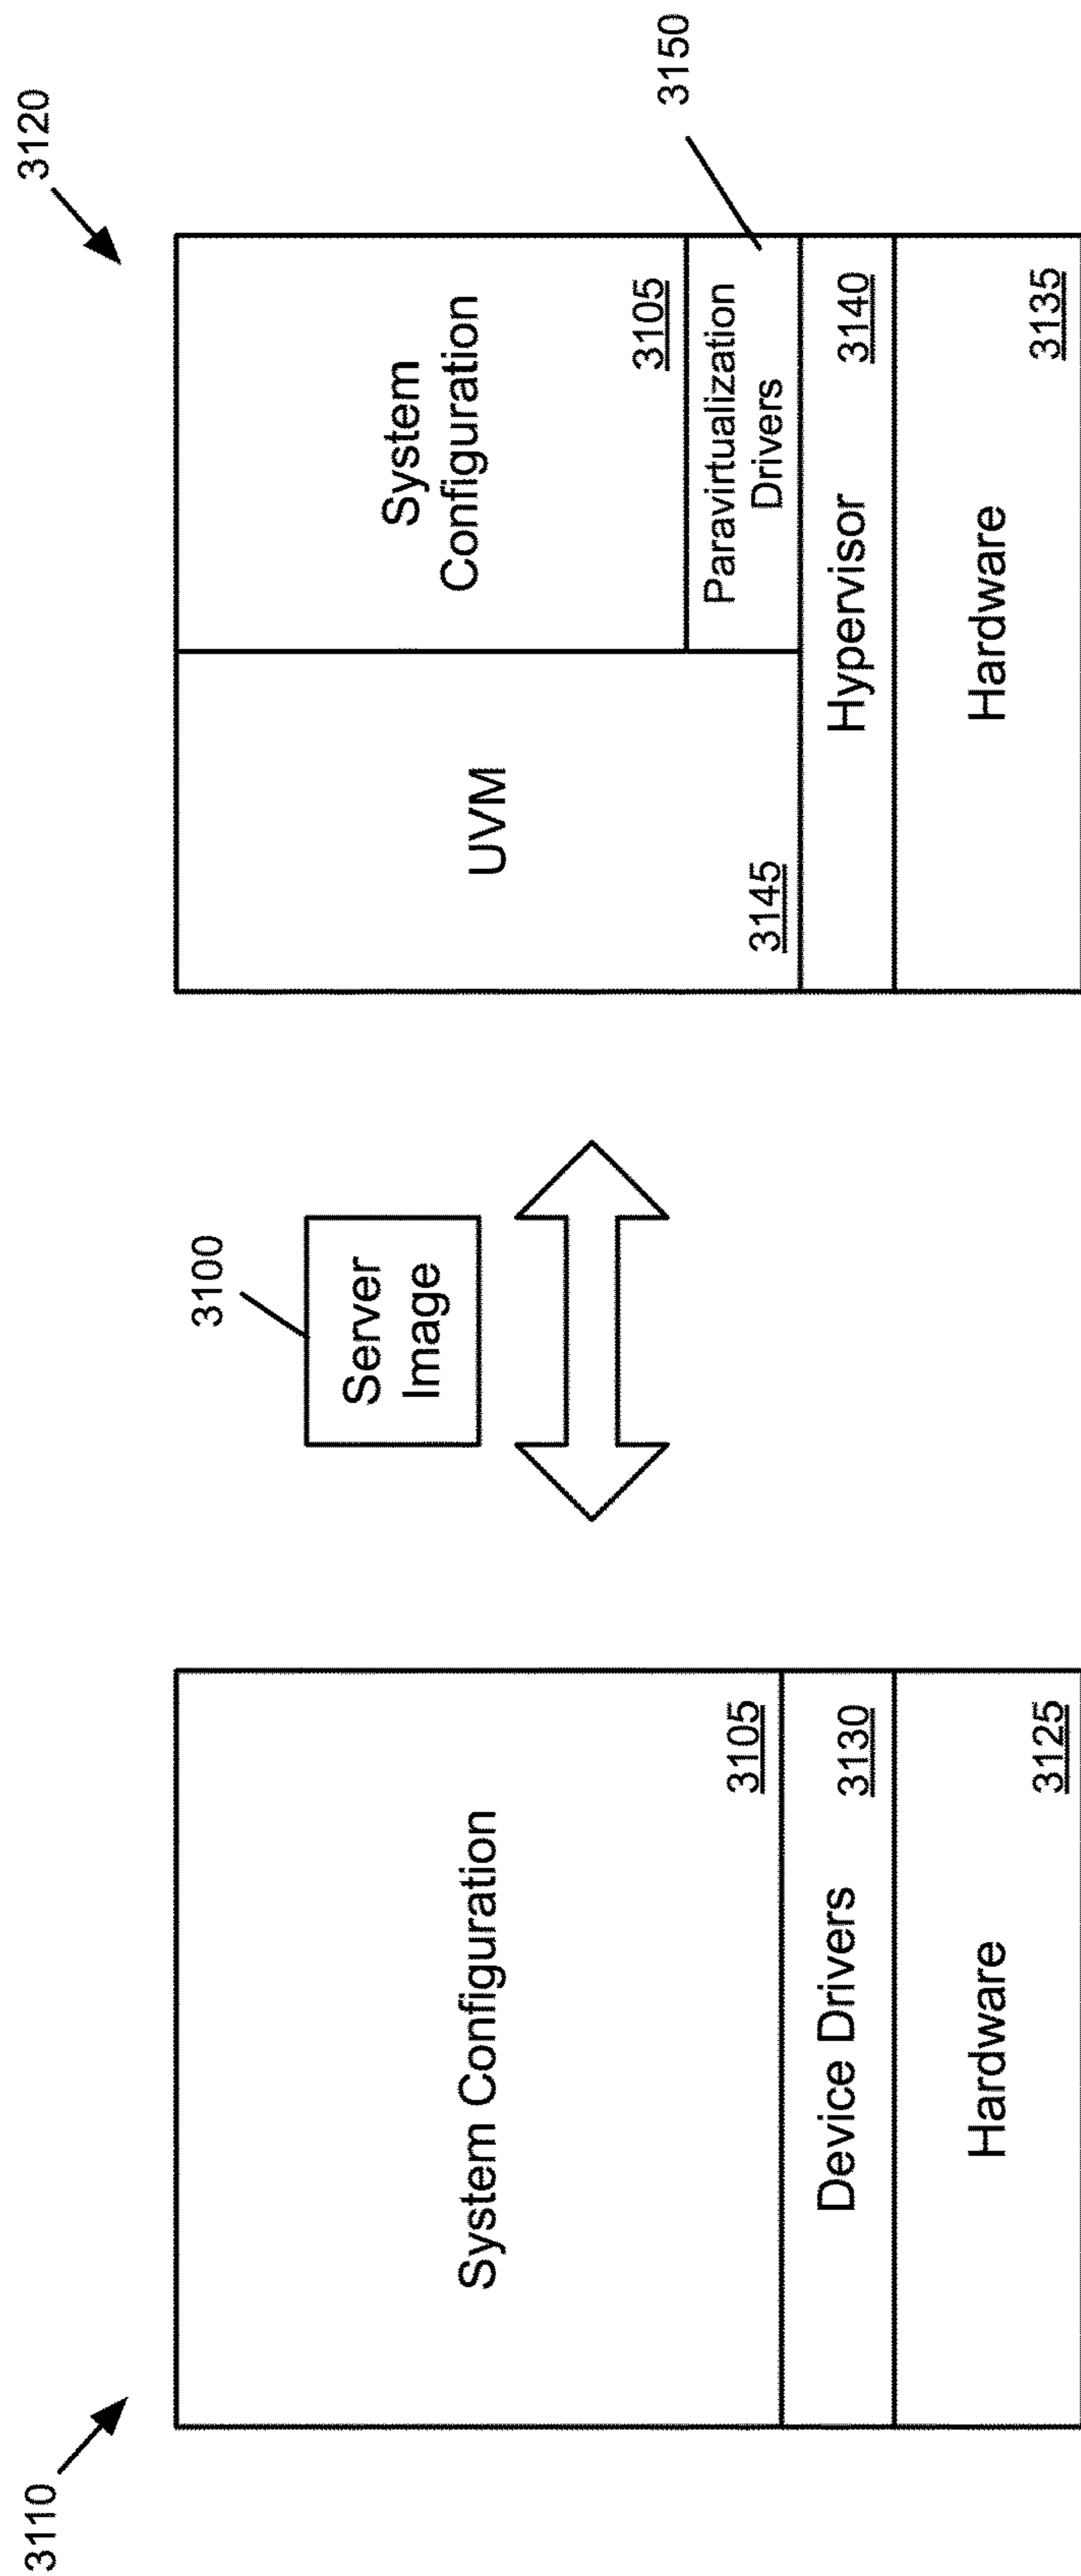 3110
System Configuration
3105
Device Drivers
3130
Hardware
3125
3100
Server
Image
3120
UVM
3145
System
Configuration
3105
Paravirtualization
Drivers
3150
Hypervisor
3140
Hardware
3135